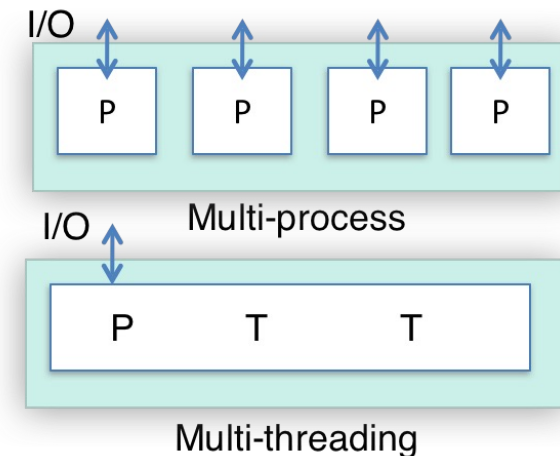 I/O
P P P P
Multi-process
I/O
P T T
Multi-threading